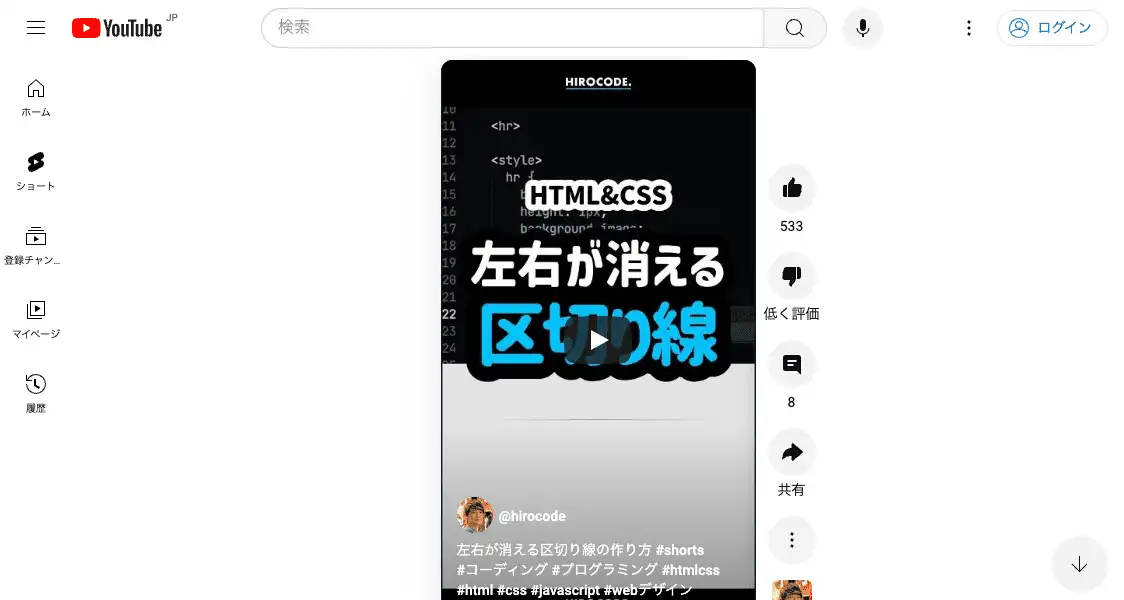 YouTube JP
検索
ログイン
ホーム
ショート
登録チャン...
マイページ
履歴
HIROCODE.
10
11 <hr>
12
13 <style>
14 hr {
15
16 height: 1px;
17 background-image:
18
19
20
21
22
23
24
HTML&CSS
左右が消える
区切り線
@hirocode
左右が消える区切り線の作り方 #shorts
#コーディング #プログラミング #htmlcss
#html #css #javascript #webデザイン
533
低く評価
8
共有